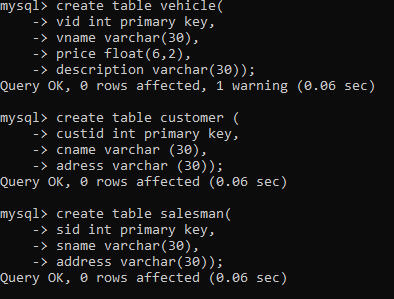 mysql> create table vehicle(
-> vid int primary key,
-> vname varchar(30),
-> price float(6,2),
-> description varchar(30));
Query OK, 0 rows affected, 1 warning (0.06 sec)
mysql> create table customer (
-> custid int primary key,
-> cname varchar (30),
-> adress varchar (30));
Query OK, 0 rows affected (0.06 sec)
mysql> create table salesman(
-> sid int primary key,
-> sname varchar(30),
-> address varchar(30));
Query OK, 0 rows affected (0.06 sec)